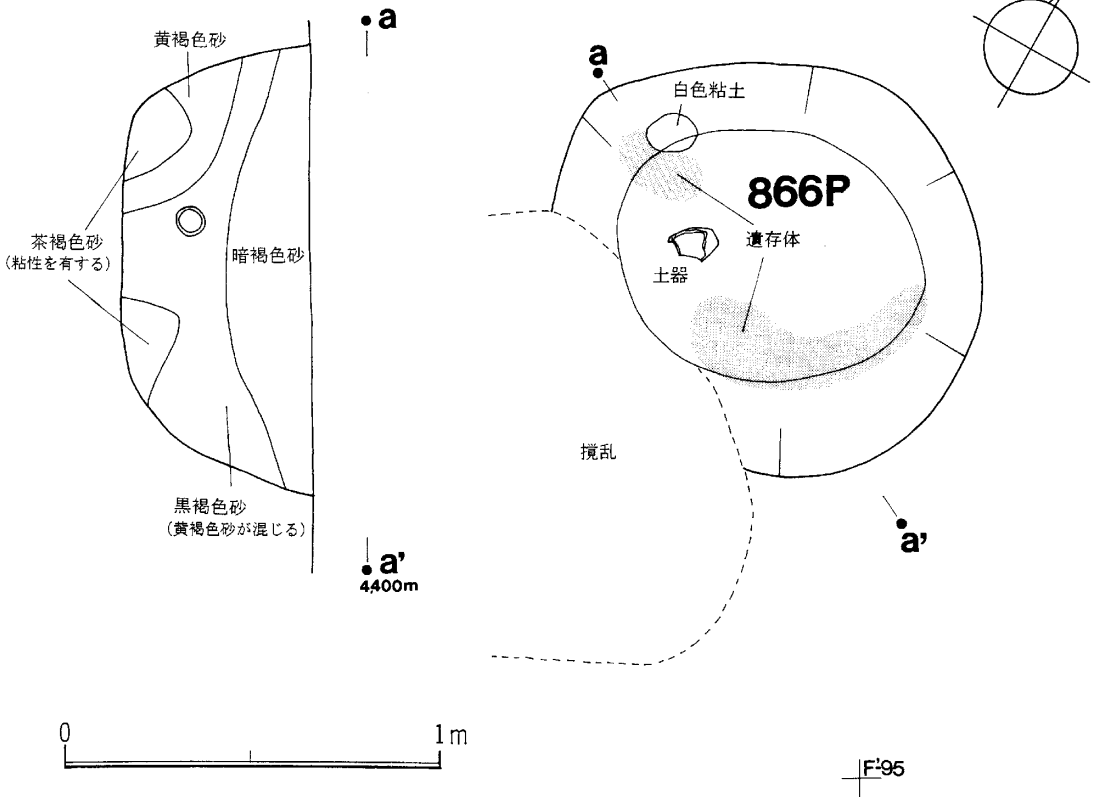 黄褐色砂
a
茶褐色砂
(粘性を有する)
暗褐色砂
黒褐色砂
(黄褐色砂が混じる)
a'
4,400m
a
白色粘土
866P
遺存体
土器
攪乱
a'
0
1m
F'-95